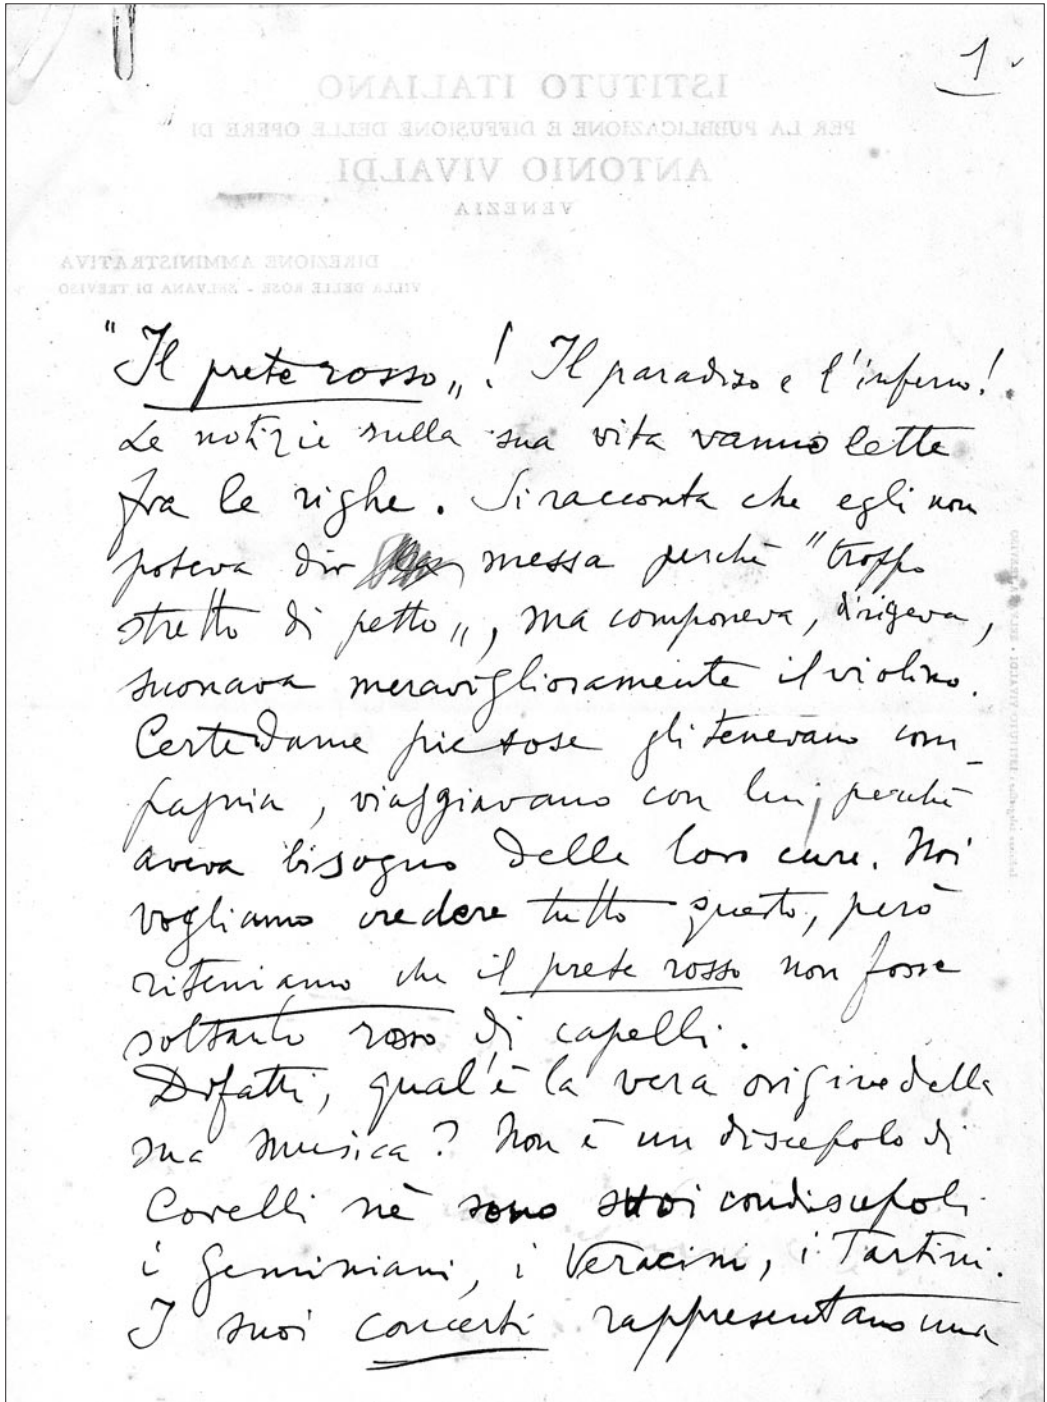 1
ISTITUTO ITALIANO
PER LA PUBBLICAZIONE E DIFFUSIONE DELLE OPERE DI
ANTONIO VIVALDI
VENEZIA
DIREZIONE AMMINISTRATIVA
VILLA DELLE ROSE - SELVANA DI TREVISO
"Il prete rosso„! Il paradiso e l'inferno!
Le notizie sulla sua vita vanno lette
fra le righe. Si racconta che egli non
poteva dir messa perchè "troppo
stretto di petto„, ma componeva, dirigeva,
suonava meravigliosamente il violino.
Certe dame pietose gli tenevano com-
pagnia, viaggiavano con lui, perchè
aveva bisogno delle loro cure. Noi
vogliamo credere tutto questo, però
riteniamo che il prete rosso non fosse
soltanto rosso di capelli.
Difatti, qual'è la vera origine della
sua musica? Non è un discepolo di
Corelli nè sono suoi condiscepoli
i Geminiani, i Veracini, i Tartini.
I suoi concerti rappresentano una